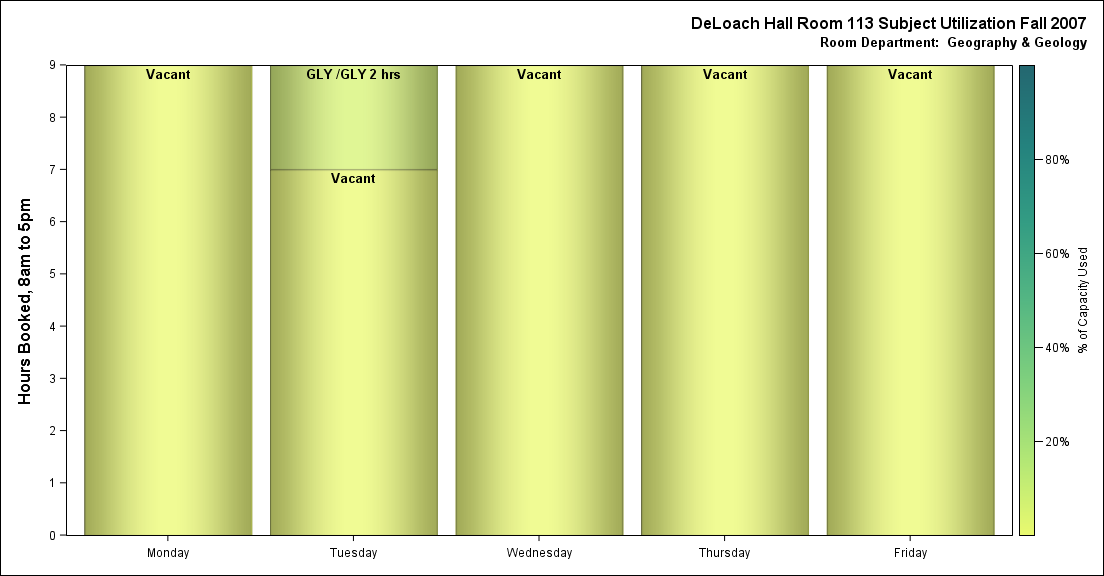 DeLoach Hall Room 113 Subject Utilization Fall 2007
Room Department:  Geography & Geology
Hours Booked, 8am to 5pm
9
8
7
6
5
4
3
2
1
0
Vacant
GLY /GLY 2 hrs
Vacant
Vacant
Vacant
Vacant
Monday
Tuesday
Wednesday
Thursday
Friday
80%
60%
40%
20%
% of Capacity Used